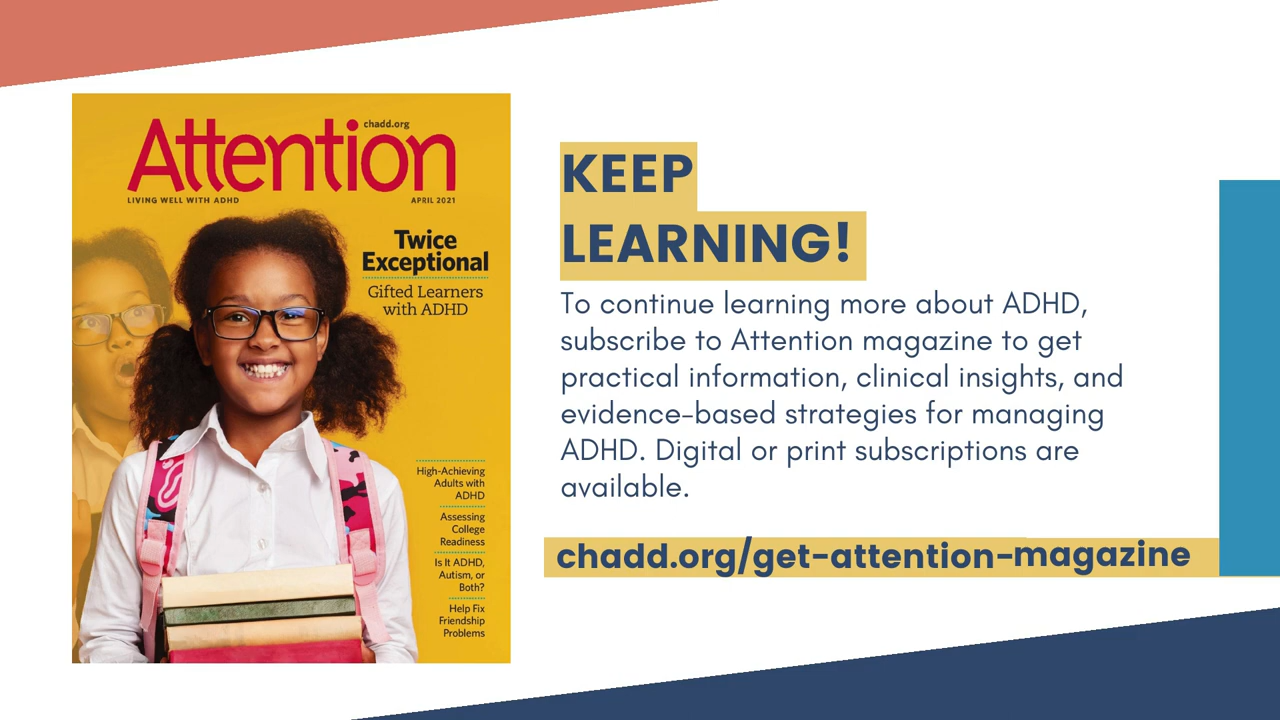 chadd.org
Attention
LIVING WELL WITH ADHD
APRIL 2021
Twice
Exceptional
Gifted Learners
with ADHD
High-Achieving
Adults with
ADHD
Assessing
College
Readiness
Is It ADHD,
Autism, or
Both?
Help Fix
Friendship
Problems
KEEP
LEARNING!
To continue learning more about ADHD,
subscribe to Attention magazine to get
practical information, clinical insights, and
evidence-based strategies for managing
ADHD. Digital or print subscriptions are
available.
chadd.org/get-attention-magazine